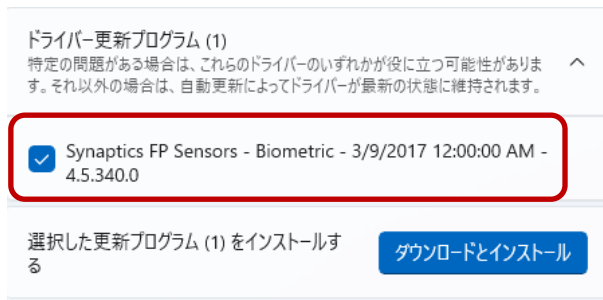 ドライバー更新プログラム (1)
特定の問題がある場合は、これらのドライバーのいずれかが役に立つ可能性がありま
す。それ以外の場合は、自動更新によってドライバーが最新の状態に維持されます。
Synaptics FP Sensors - Biometric - 3/9/2017 12:00:00 AM -
4.5.340.0
選択した更新プログラム (1) をインストールす
る
ダウンロードとインストール